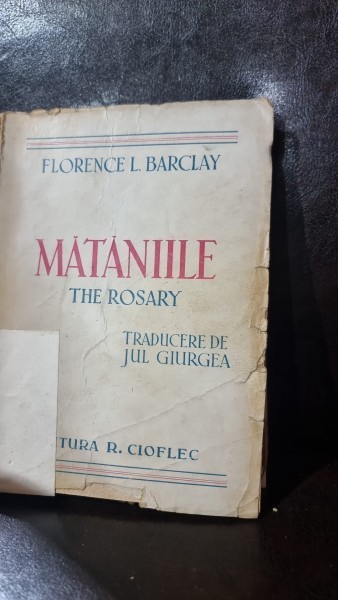 FLORENCE L. BARCLAY
MĂTĂNIILE
THE ROSARY
TRADUCERE DE
JUL GIURGEA
TURA R. CIOFLEC